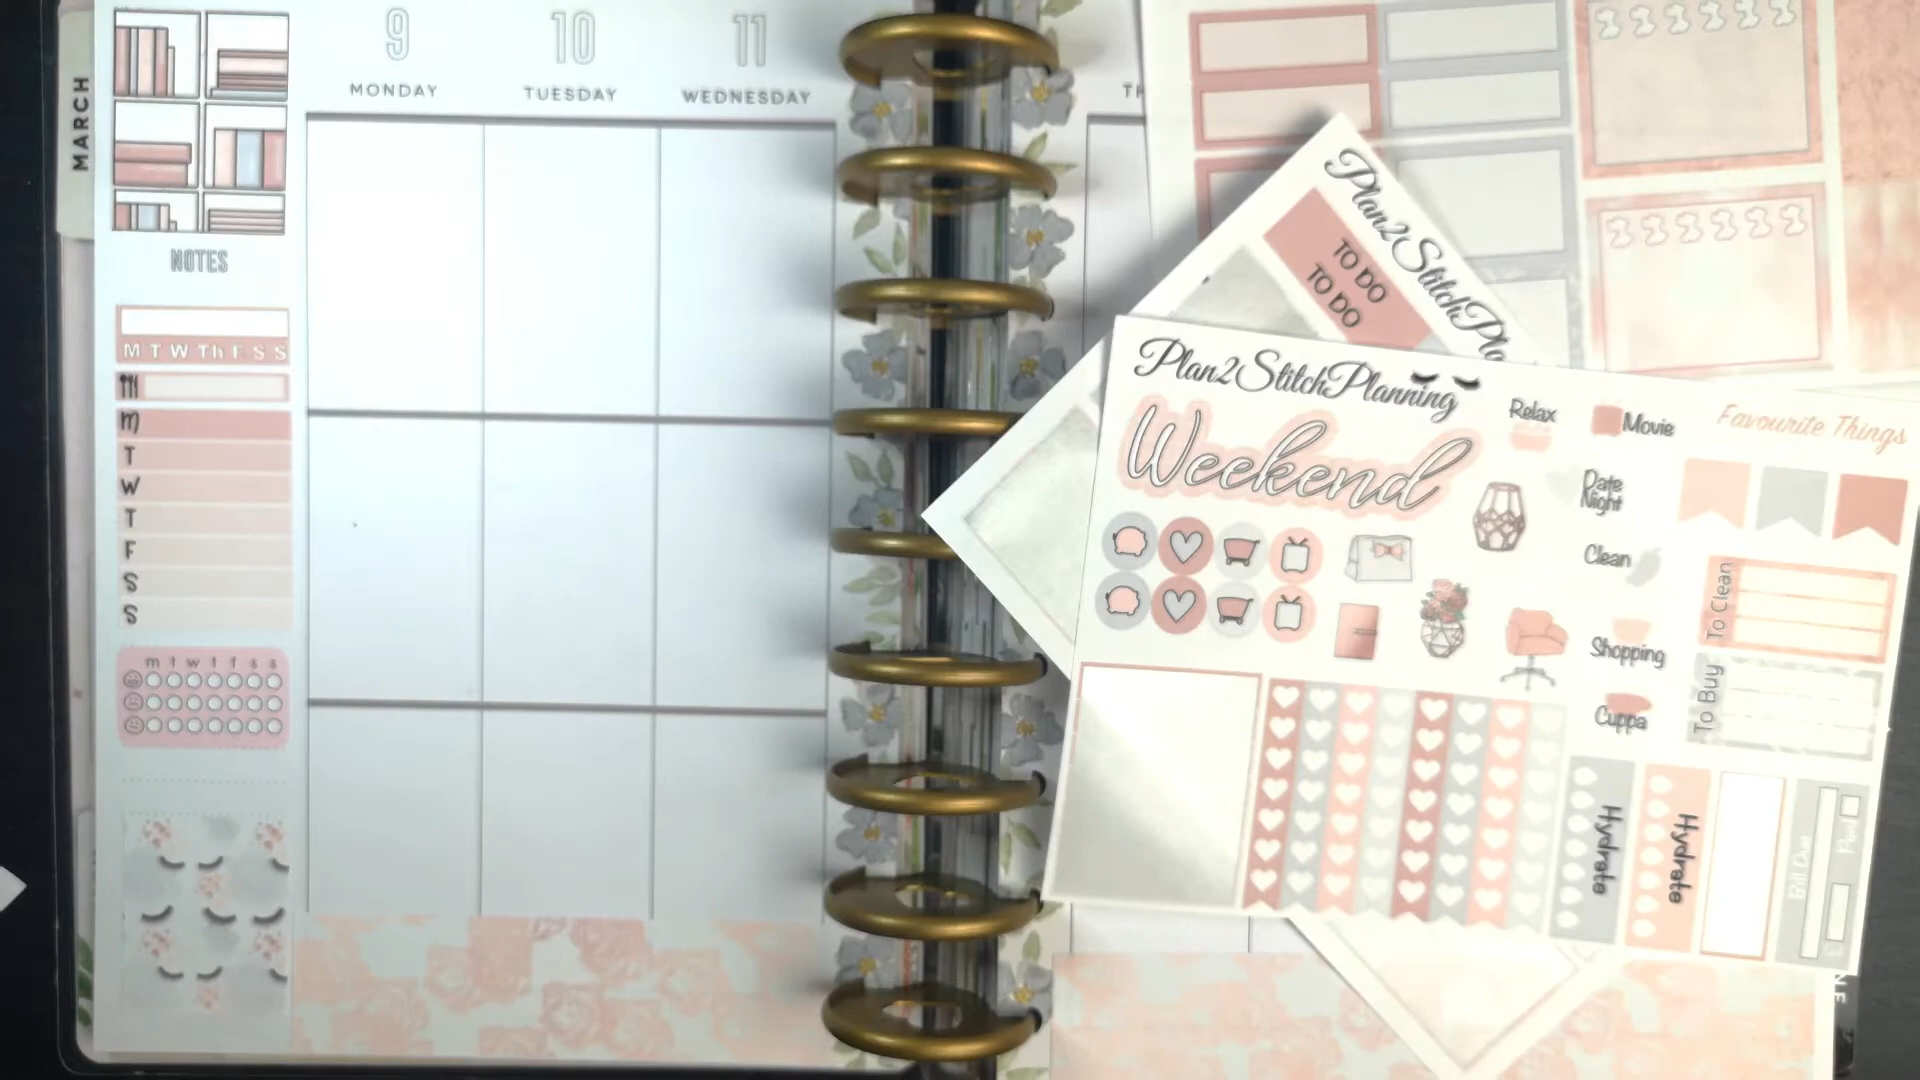 MARCH
9
MONDAY
10
TUESDAY
11
WEDNESDAY
NOTES
M T W Th F S S
M
T
W
T
F
S
S
m t w t f s s
TO DO
TO DO
Plan2StitchPla
Plan2StitchPlanning
Weekend
Relax
Movie
Date
Night
Clean
Shopping
Cuppa
Favourite Things
To Clean
To Buy
Hydrate
Hydrate
Bill Due